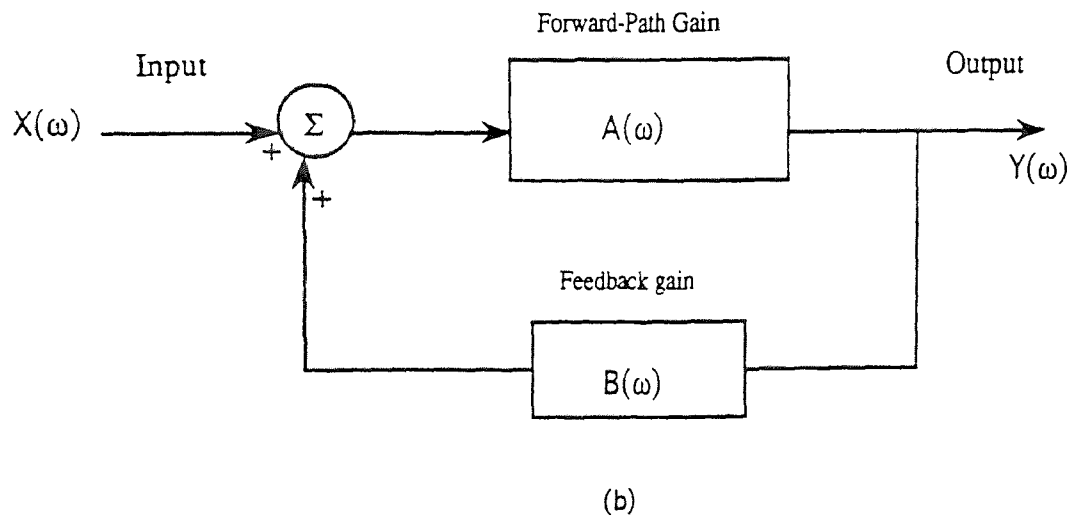 Forward-Path Gain
Input
Output
X(ω)
Σ
A(ω)
+
Y(ω)
+
Feedback gain
B(ω)
(b)